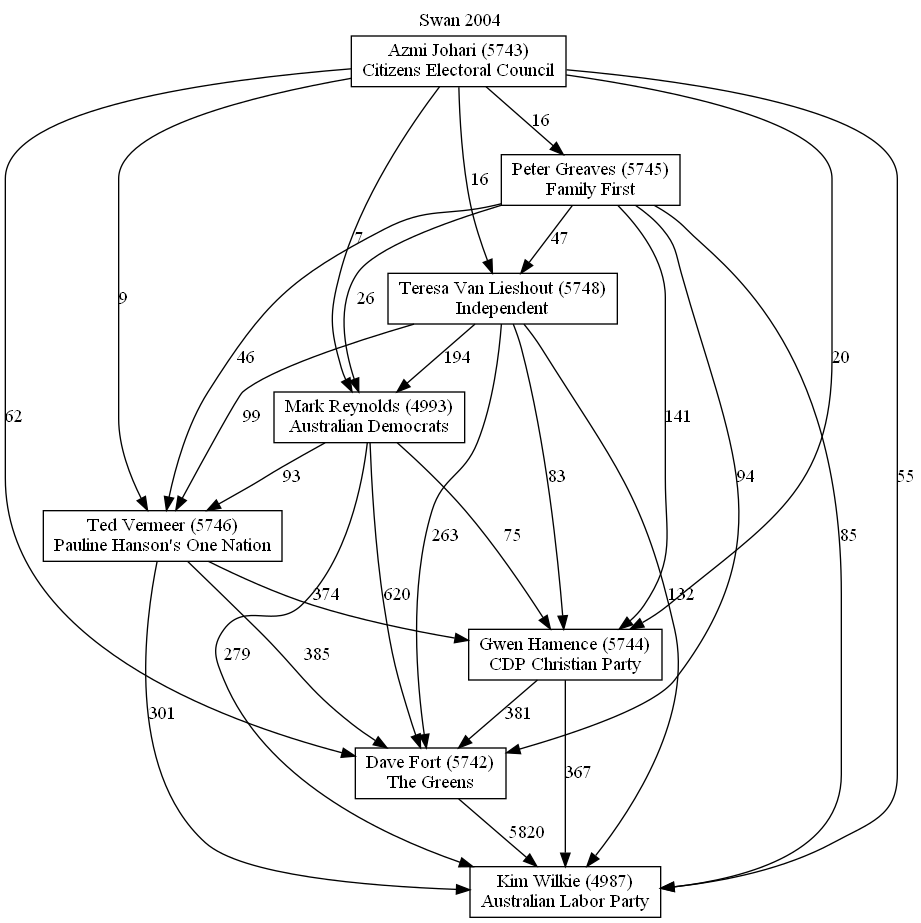 Swan 2004
Azmi Johari (5743)
Citizens Electoral Council
16
Peter Greaves (5745)
Family First
7
16
47
Teresa Van Lieshout (5748)
Independent
9
26
46
194
20
Mark Reynolds (4993)
Australian Democrats
62
99
141
93
83
94
55
Ted Vermeer (5746)
Pauline Hanson's One Nation
263
75
85
374
620
132
Gwen Hamence (5744)
CDP Christian Party
279
385
301
381
Dave Fort (5742)
The Greens
367
5820
Kim Wilkie (4987)
Australian Labor Party